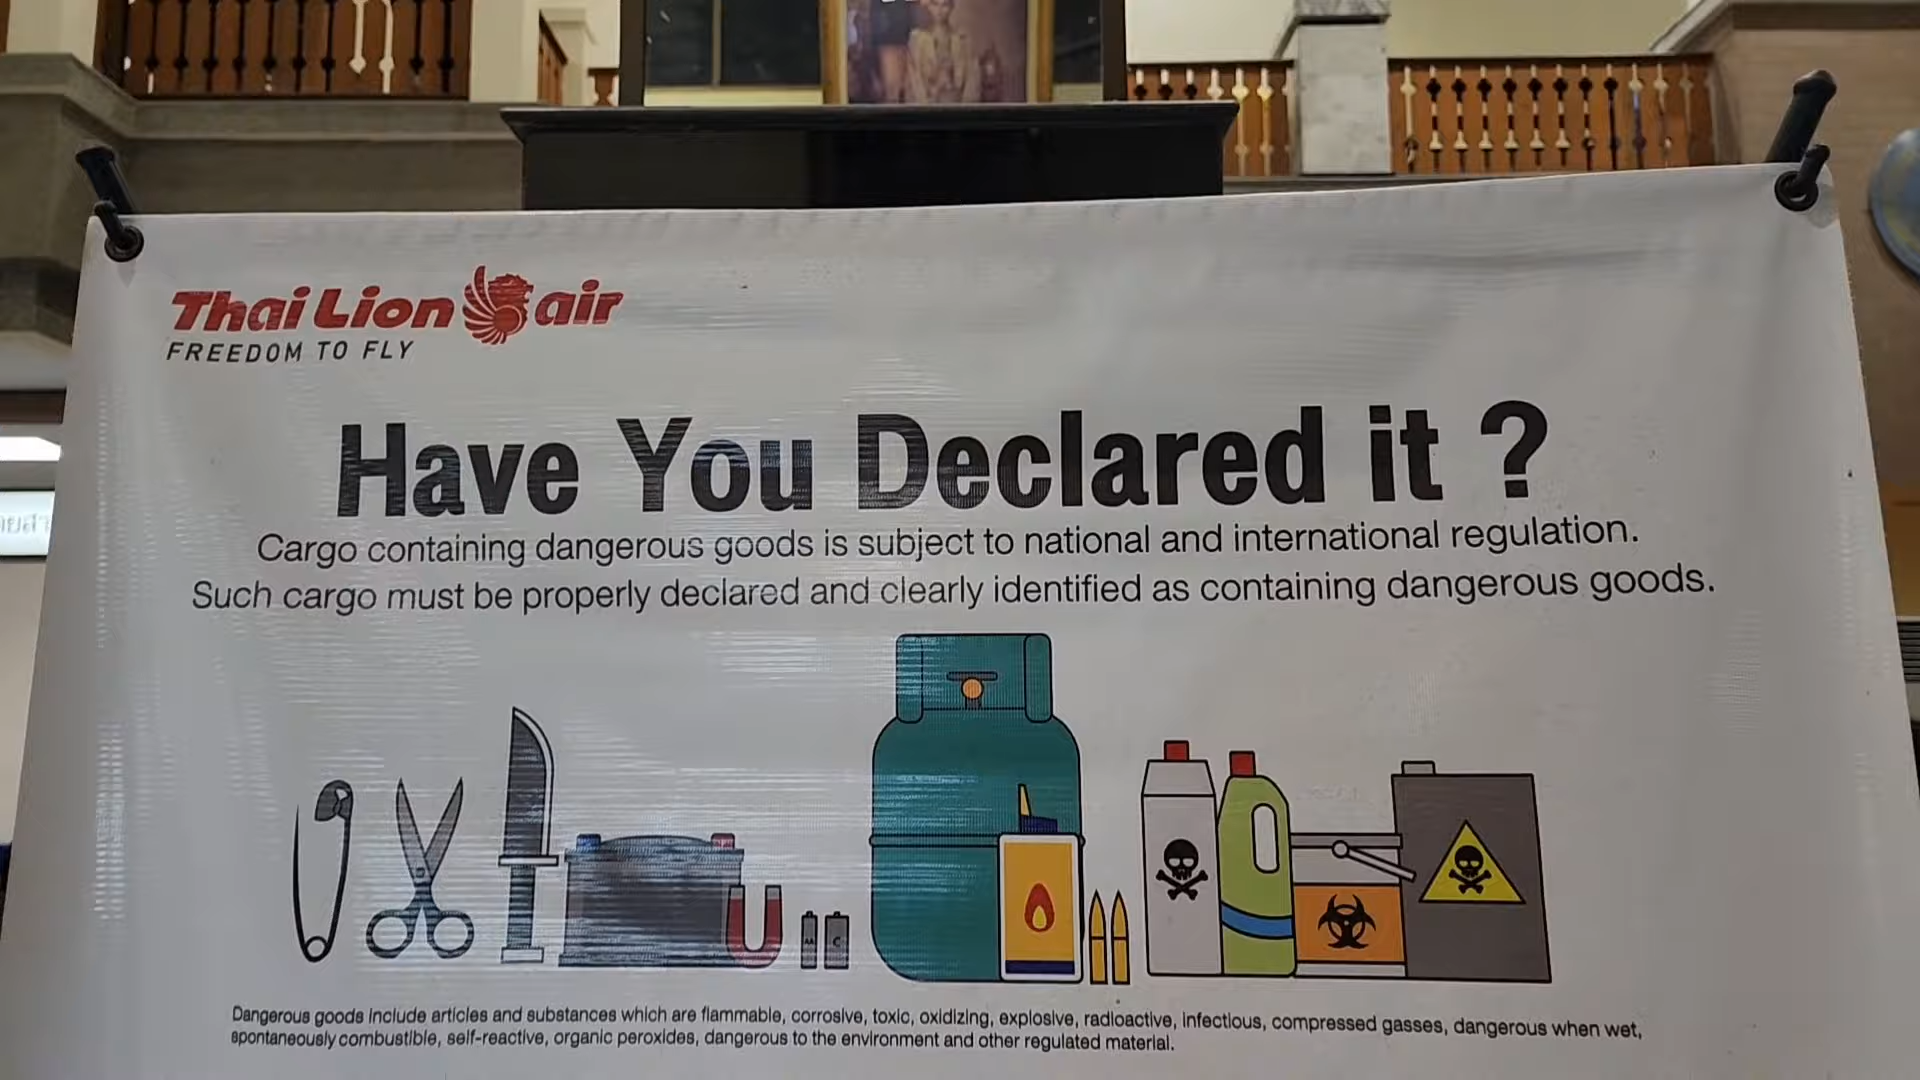 Thai Lion air
FREEDOM TO FLY
Have You Declared it ?
Cargo containing dangerous goods is subject to national and international regulation.
Such cargo must be properly declared and clearly identified as containing dangerous goods.
AA C
Dangerous goods include articles and substances which are flammable, corrosive, toxic, oxidizing, explosive, radioactive, infectious, compressed gasses, dangerous when wet,
spontaneously combustible, self-reactive, organic peroxides, dangerous to the environment and other regulated material.